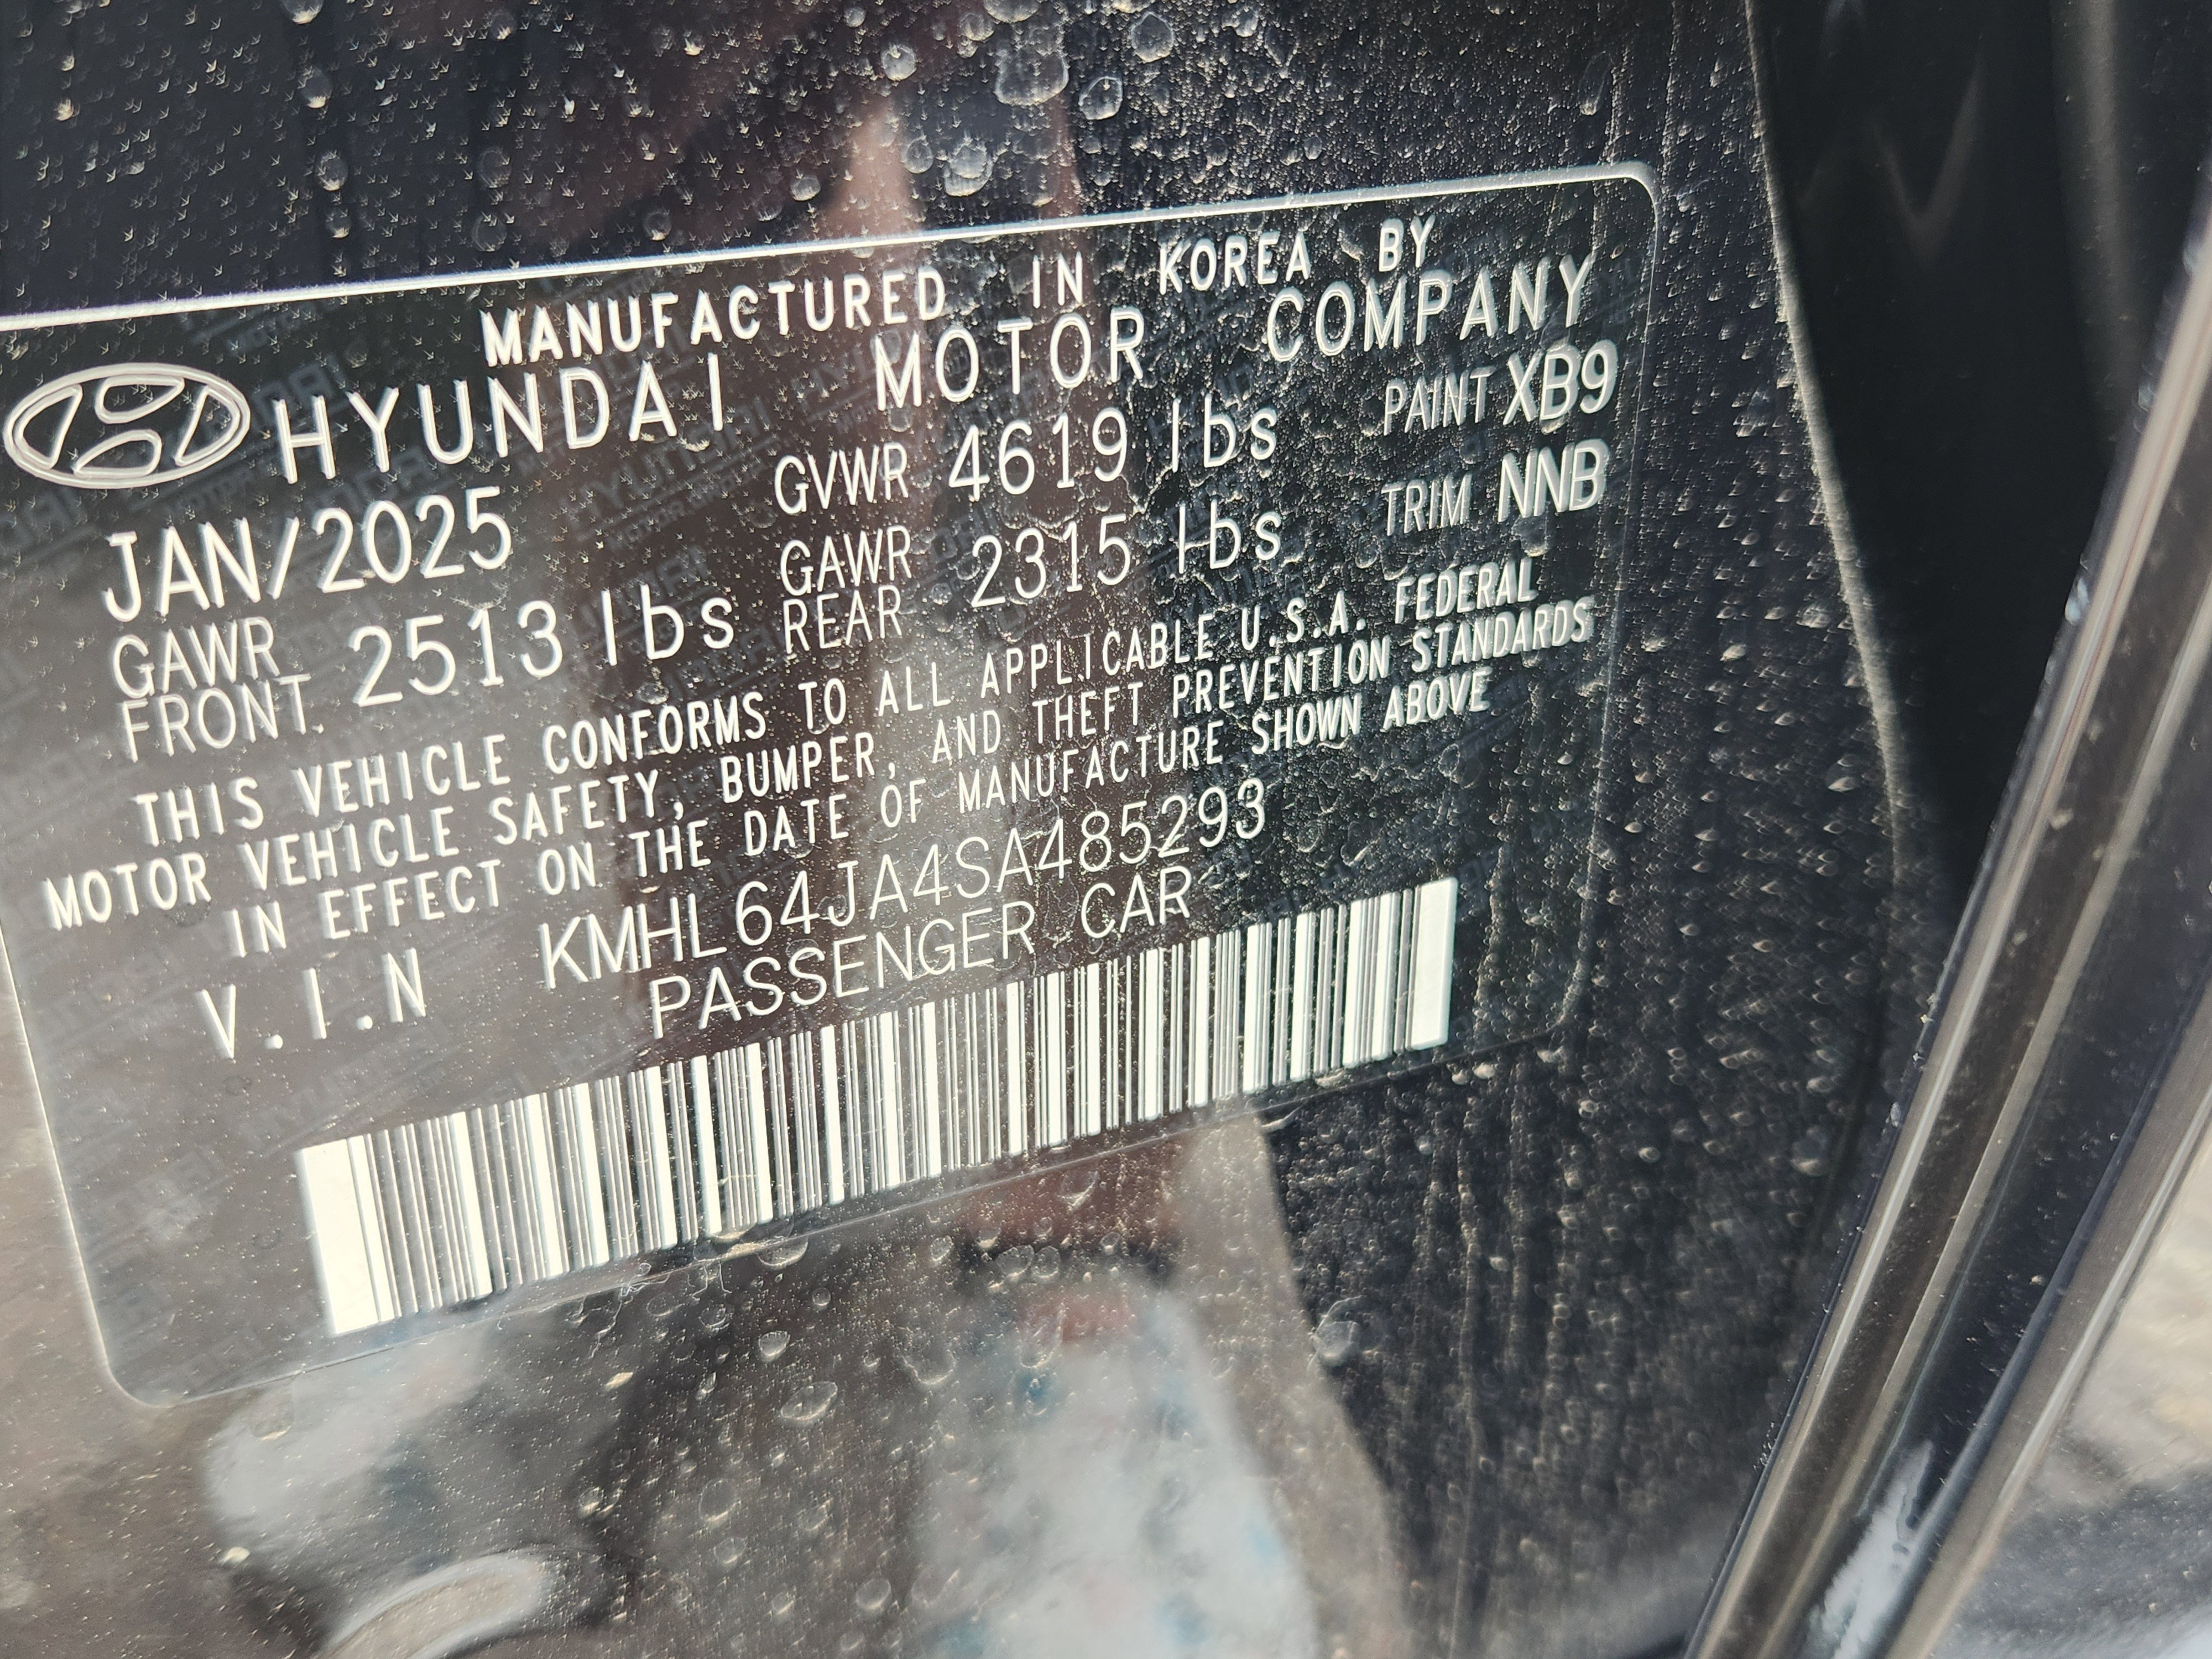 MANUFACTURED IN KOREA BY
HYUNDAI MOTOR COMPANY
JAN/2025 GVWR 4619 lbs PAINT XB9
GAWR FRONT 2513 lbs GAWR REAR 2315 lbs TRIM NNB
THIS VEHICLE CONFORMS TO ALL APPLICABLE U.S.A. FEDERAL
MOTOR VEHICLE SAFETY, BUMPER, AND THEFT PREVENTION STANDARDS
IN EFFECT ON THE DATE OF MANUFACTURE SHOWN ABOVE
V.I.N KMHL64JA4SA485293
PASSENGER CAR